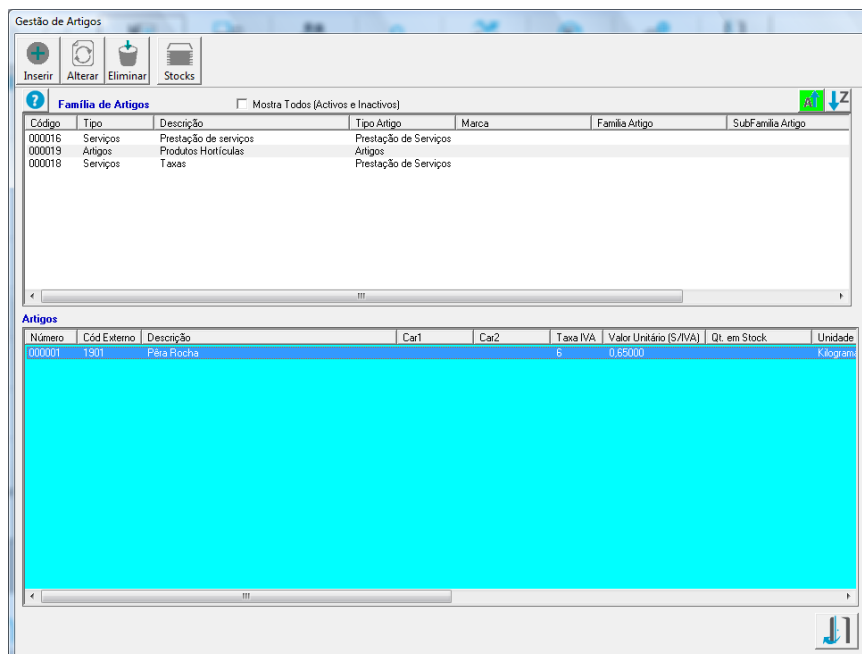 Gestão de Artigos
Inserir Alterar Eliminar Stocks
? Família de Artigos Mostra Todos (Activos e Inactivos) A Z
Código Tipo Descrição Tipo Artigo Marca Familia Artigo SubFamilia Artigo
000016 Serviços Prestação de serviços Prestação de Serviços
000019 Artigos Produtos Hortículas Artigos
000018 Serviços Taxas Prestação de Serviços
Artigos
Número Cód Externo Descrição Car1 Car2 Taxa IVA Valor Unitário (S/IVA) Qt. em Stock Unidade
000001 1901 Pêra Rocha 6 0,65000 Kilograma